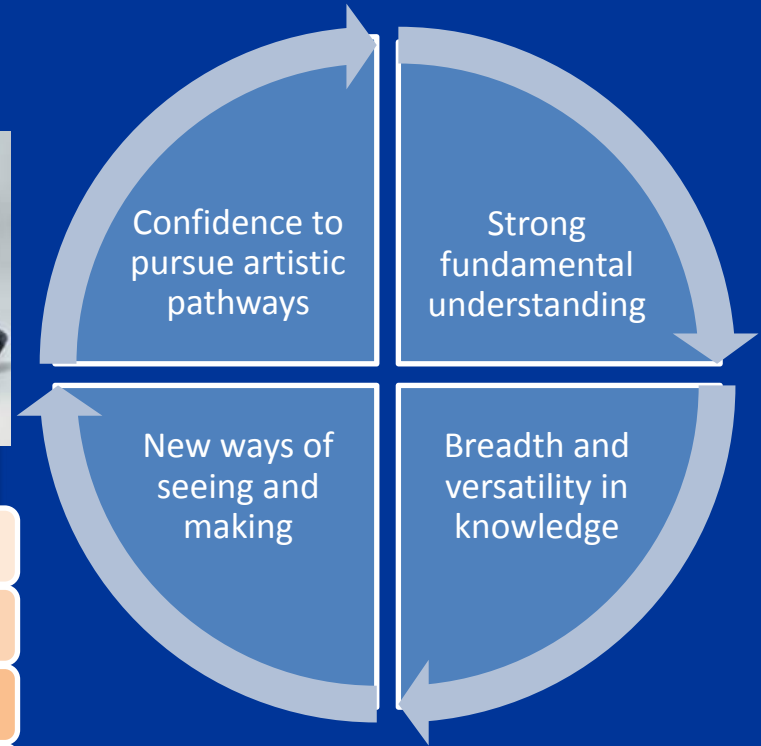 Confidence to
pursue artistic
pathways
Strong
fundamental
understanding
New ways of
seeing and
making
Breadth and
versatility in
knowledge